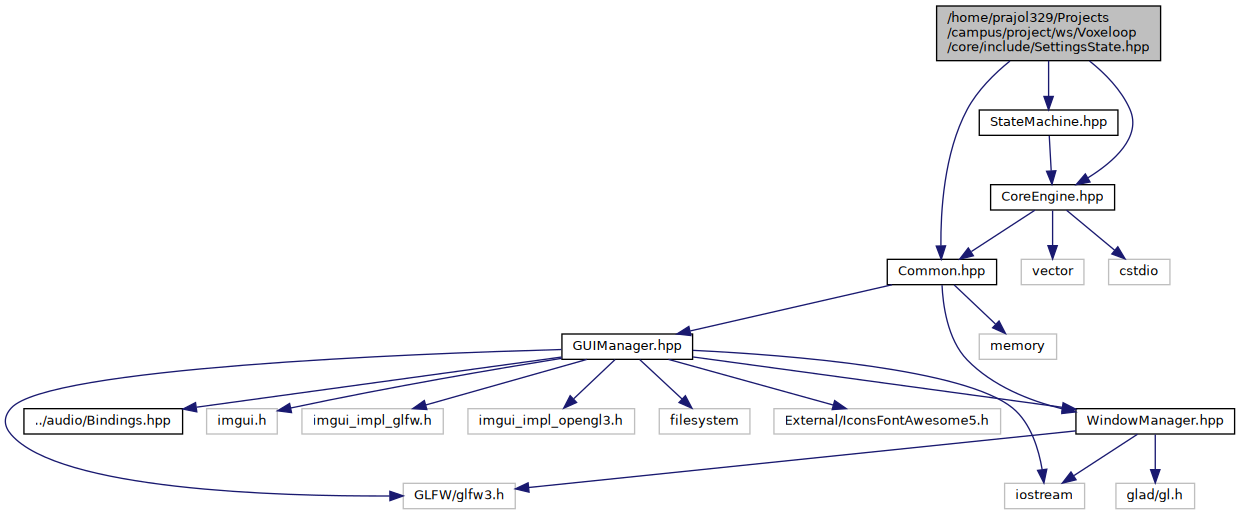 /home/prajol329/Projects
/campus/project/ws/Voxeloop
/core/include/SettingsState.hpp
StateMachine.hpp
CoreEngine.hpp
Common.hpp
vector
cstdio
GUIManager.hpp
memory
../audio/Bindings.hpp
imgui.h
imgui_impl_glfw.h
imgui_impl_opengl3.h
filesystem
External/IconsFontAwesome5.h
WindowManager.hpp
GLFW/glfw3.h
iostream
glad/gl.h